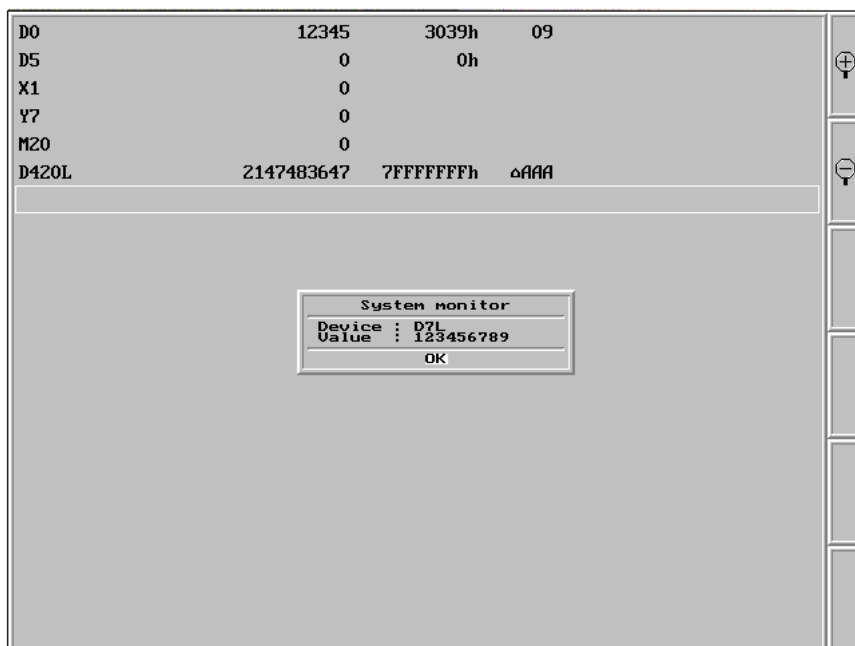 D0 12345 3039h 09
D5 0 0h
X1 0
Y7 0
M20 0
D420L 2147483647 7FFFFFFFh ⌂AAA
System monitor
Device : D7L
Value : 123456789
OK